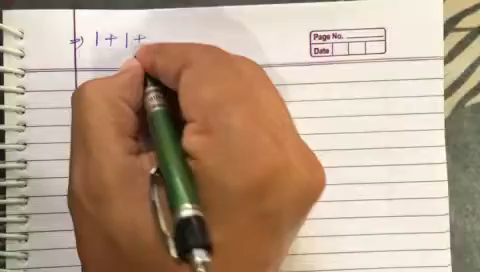 ⇒ 1 + 1 +
Page No.
Date